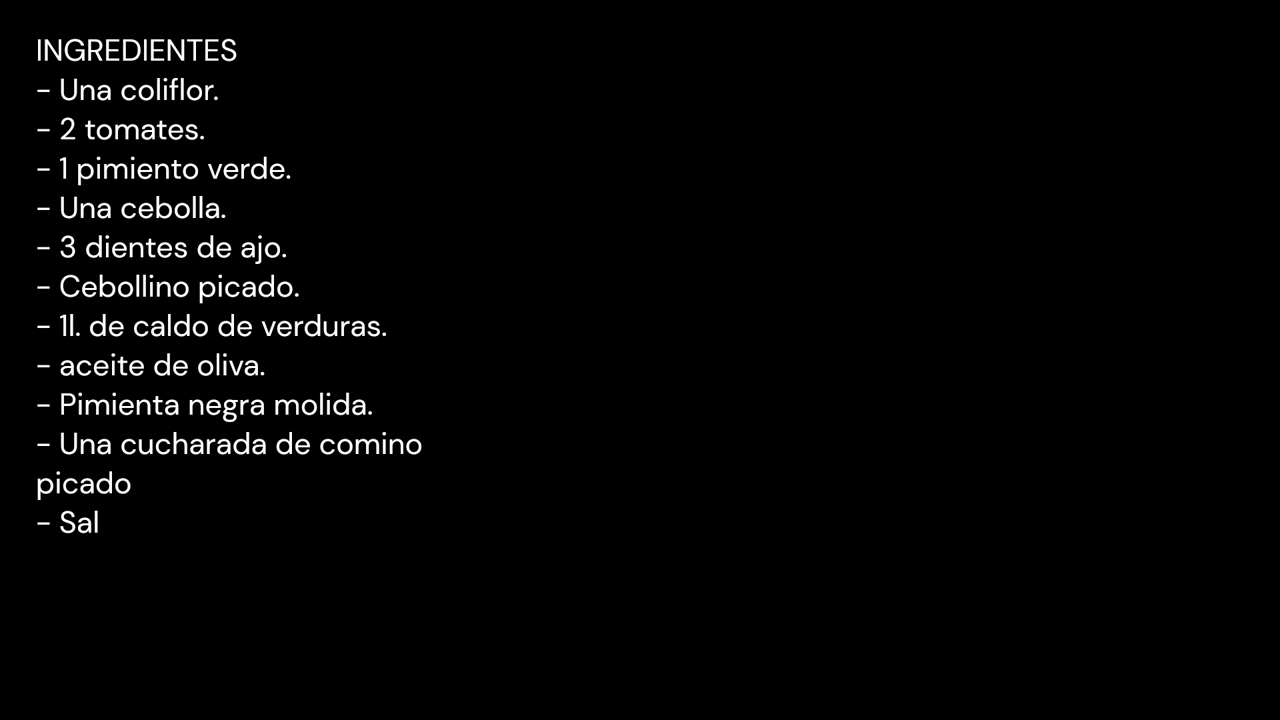 INGREDIENTES
- Una coliflor.
- 2 tomates.
- 1 pimiento verde.
- Una cebolla.
- 3 dientes de ajo.
- Cebollino picado.
- 1l. de caldo de verduras.
- aceite de oliva.
- Pimienta negra molida.
- Una cucharada de comino
picado
- Sal